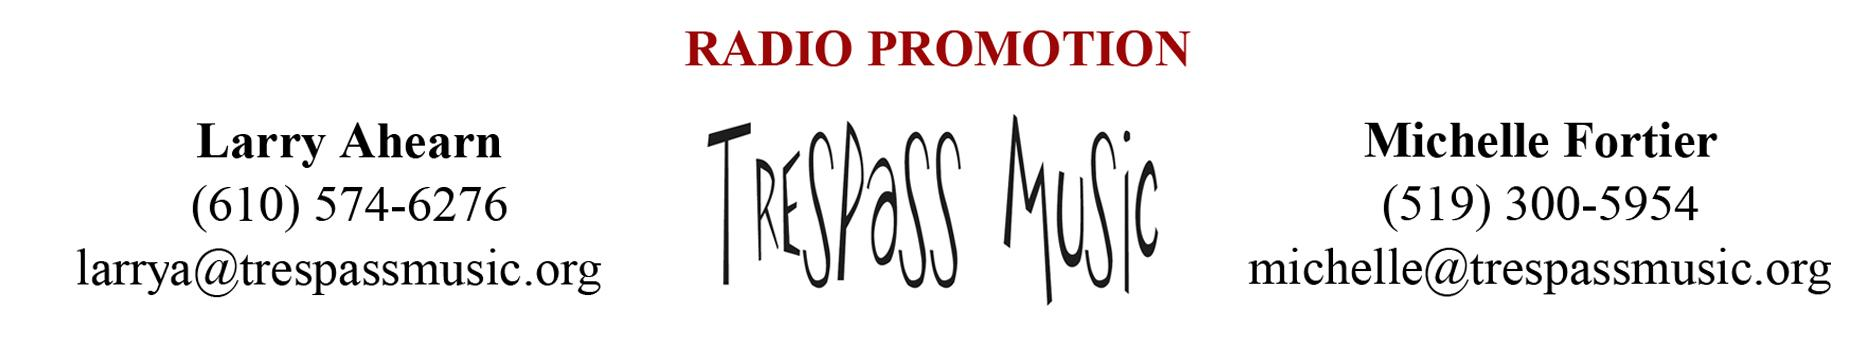 RADIO PROMOTION
Larry Ahearn
(610) 574-6276
larrya@trespassmusic.org
TRESPaSS MUSiC
Michelle Fortier
(519) 300-5954
michelle@trespassmusic.org